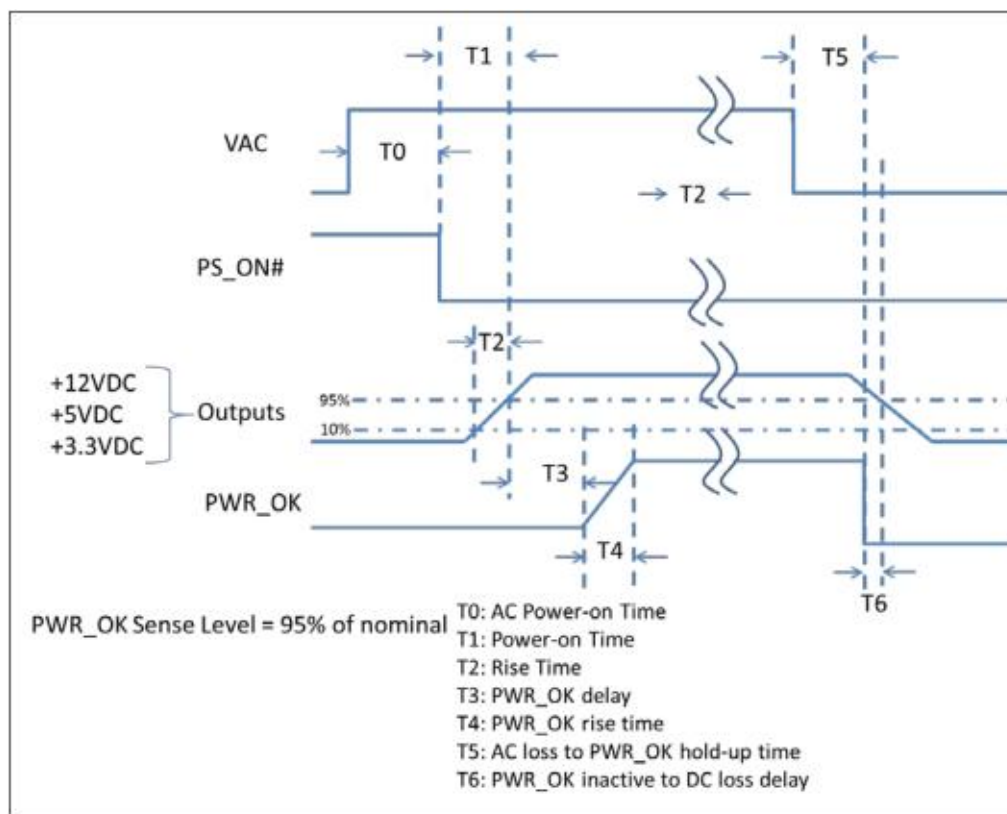 T1
T5
VAC
T0
T2
PS_ON#
T2
+12VDC
+5VDC
+3.3VDC
Outputs
95%
10%
PWR_OK
T3
T4
T6
PWR_OK Sense Level = 95% of nominal
T0: AC Power-on Time
T1: Power-on Time
T2: Rise Time
T3: PWR_OK delay
T4: PWR_OK rise time
T5: AC loss to PWR_OK hold-up time
T6: PWR_OK inactive to DC loss delay